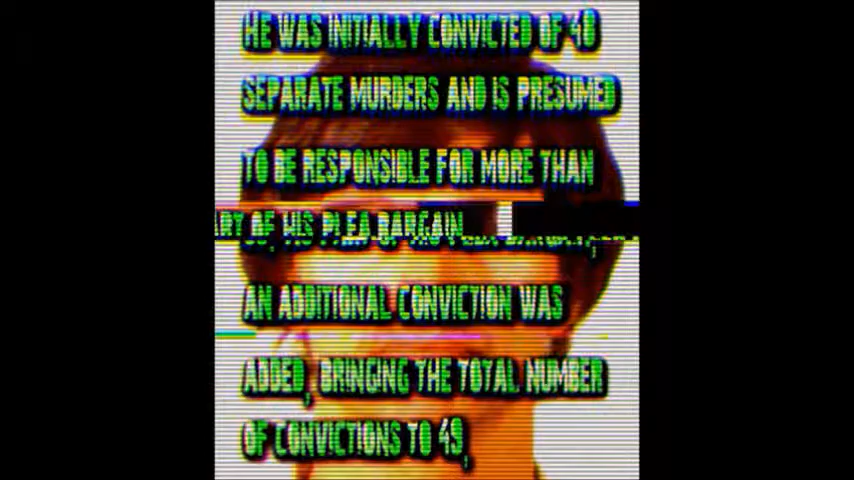 HE WAS INITIALLY CONVICTED OF 48
SEPARATE MURDERS AND IS PRESUMED
TO BE RESPONSIBLE FOR MORE THAN
ART OF HIS PLEA BARGAIN
AN ADDITIONAL CONVICTION WAS
ADDED, BRINGING THE TOTAL NUMBER
OF CONVICTIONS TO 49,